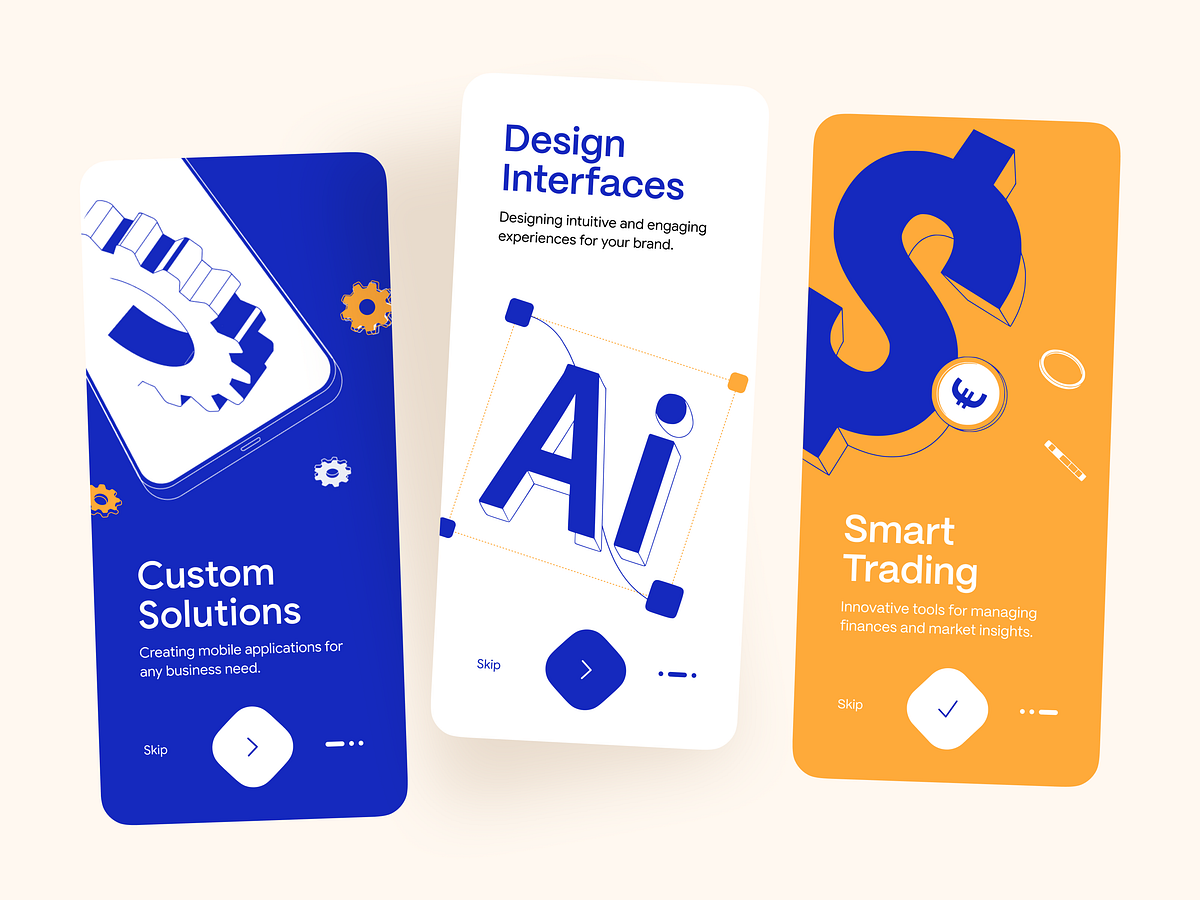 Custom
Solutions
Creating mobile applications for
any business need.
Skip
Design
Interfaces
Designing intuitive and engaging
experiences for your brand.
Ai
Skip
$
€
Smart
Trading
Innovative tools for managing
finances and market insights.
Skip